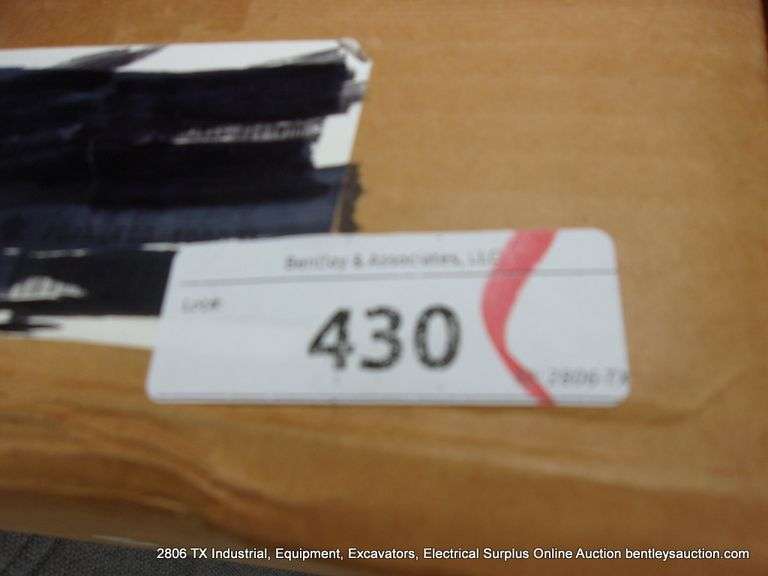 Bentley & Associates, LLC
Lot#
430
2806-TX
2806 TX Industrial, Equipment, Excavators, Electrical Surplus Online Auction bentleysauction.com